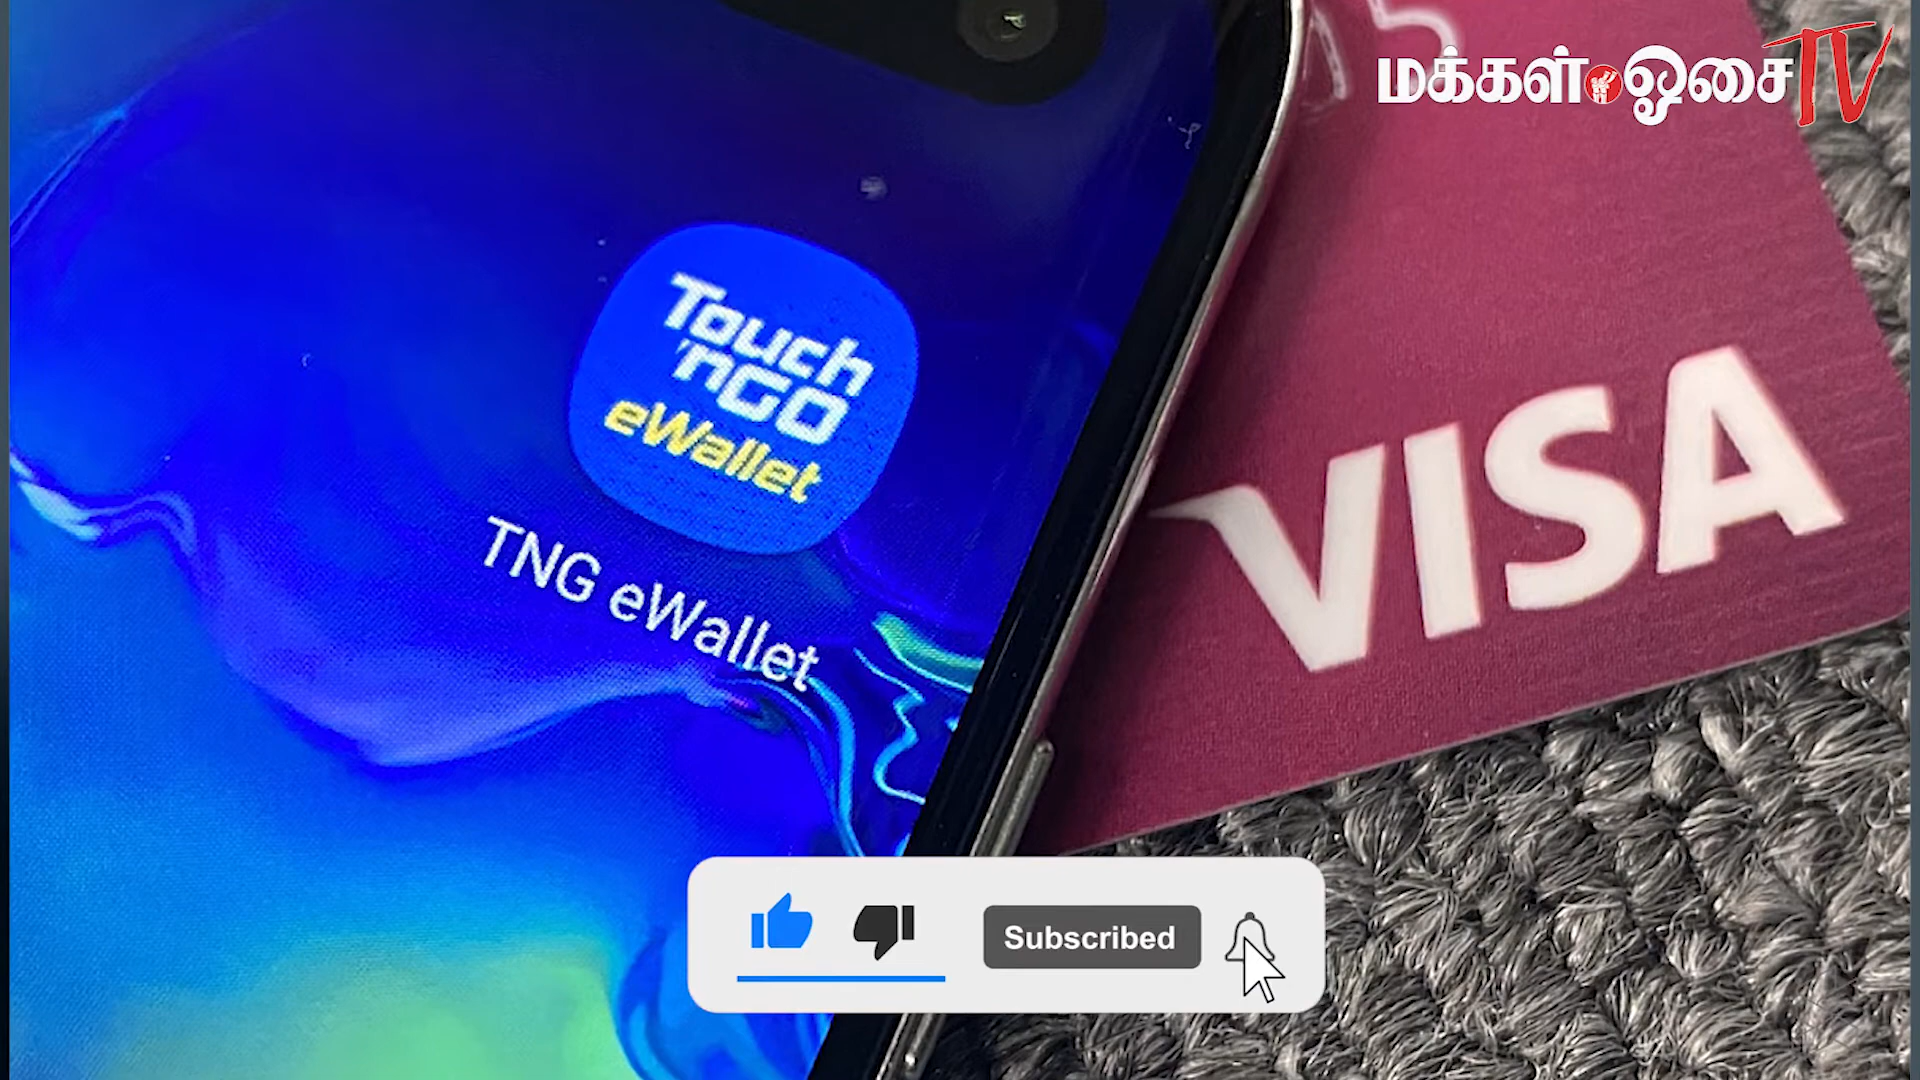 மக்கள் ஓசை TV
Touch
'nGO
eWallet
TNG eWallet
VISA
Subscribed